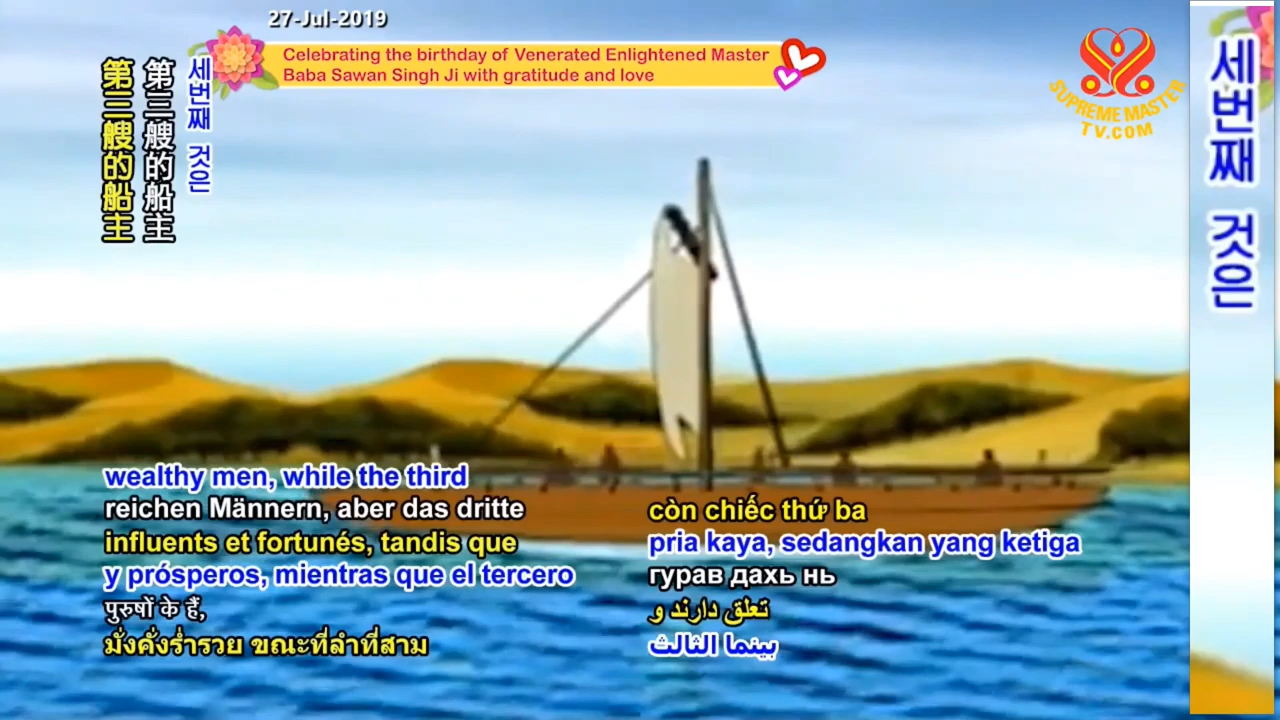 27-Jul-2019
Celebrating the birthday of Venerated Enlightened Master
Baba Sawan Singh Ji with gratitude and love
SUPREME MASTER
TV.COM
세번째 것은
第三艘的船主
第三艘的船主
세번째 것은
wealthy men, while the third
reichen Männern, aber das dritte
influents et fortunés, tandis que
y prósperos, mientras que el tercero
पुरुषों के हैं,
มั่งคั่งร่ำรวย ขณะที่ลำที่สาม
còn chiếc thứ ba
pria kaya, sedangkan yang ketiga
гурав дахь нь
تعلق دارند و
بينما الثالث